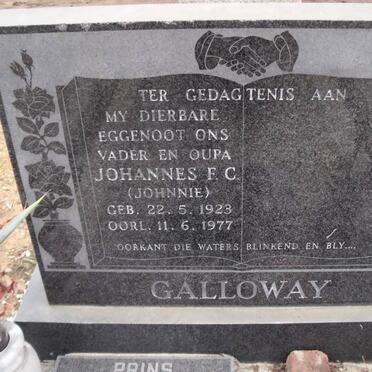 TER GEDAGTENIS AAN
MY DIERBARE
EGGENOOT ONS
VADER EN OUPA
JOHANNES F. C.
(JOHNNIE)
GEB. 22. 5. 1923
OORL. 11. 6. 1977
OORKANT DIE WATERS BLINKEND EN BLY....
GALLOWAY
PRINS